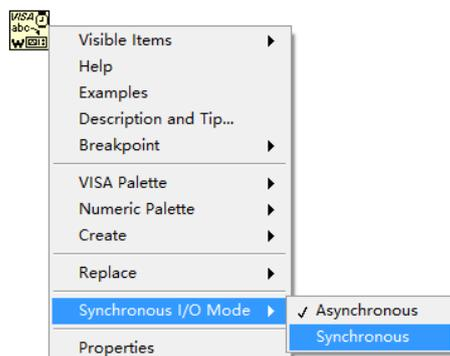 VISA
abc
W
Visible Items
Help
Examples
Description and Tip...
Breakpoint
VISA Palette
Numeric Palette
Create
Replace
Synchronous I/O Mode
✓ Asynchronous
Synchronous
Properties